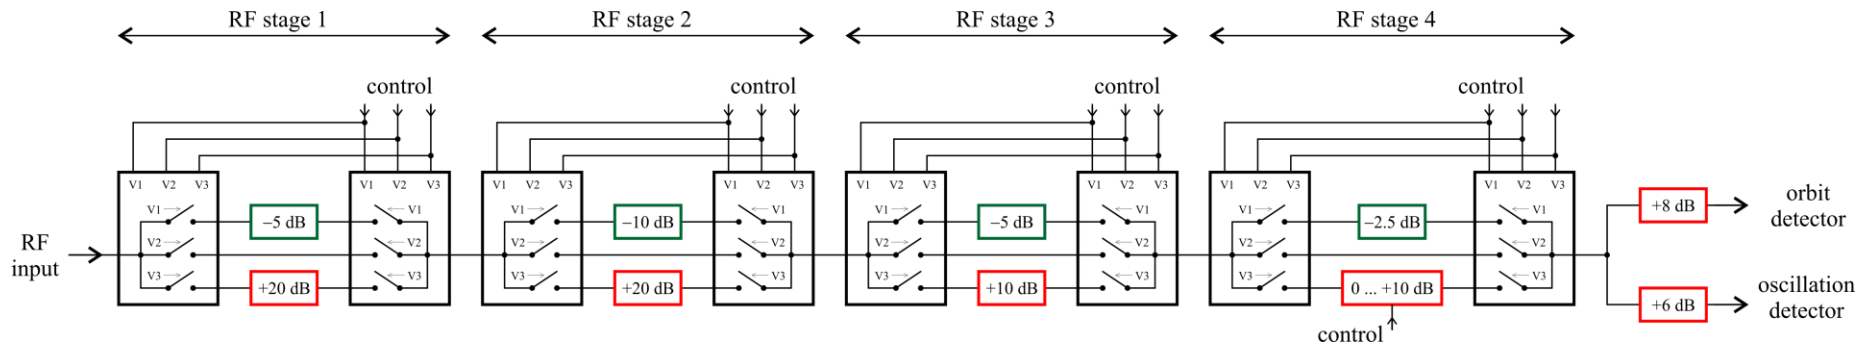 RF stage 1
RF stage 2
RF stage 3
RF stage 4
control
control
control
control
V1 V2 V3
V1 V2 V3
V1 V2 V3
V1 V2 V3
V1 V2 V3
V1 V2 V3
V1 V2 V3
V1 V2 V3
V1
−5 dB
V1
V1
−10 dB
V1
V1
−5 dB
V1
V1
−2.5 dB
V1
+8 dB
orbit
detector
RF
input
V2
V2
V2
V2
V2
V2
V2
V2
V3
+20 dB
V3
V3
+20 dB
V3
V3
+10 dB
V3
V3
0 ... +10 dB
V3
+6 dB
oscillation
detector
control